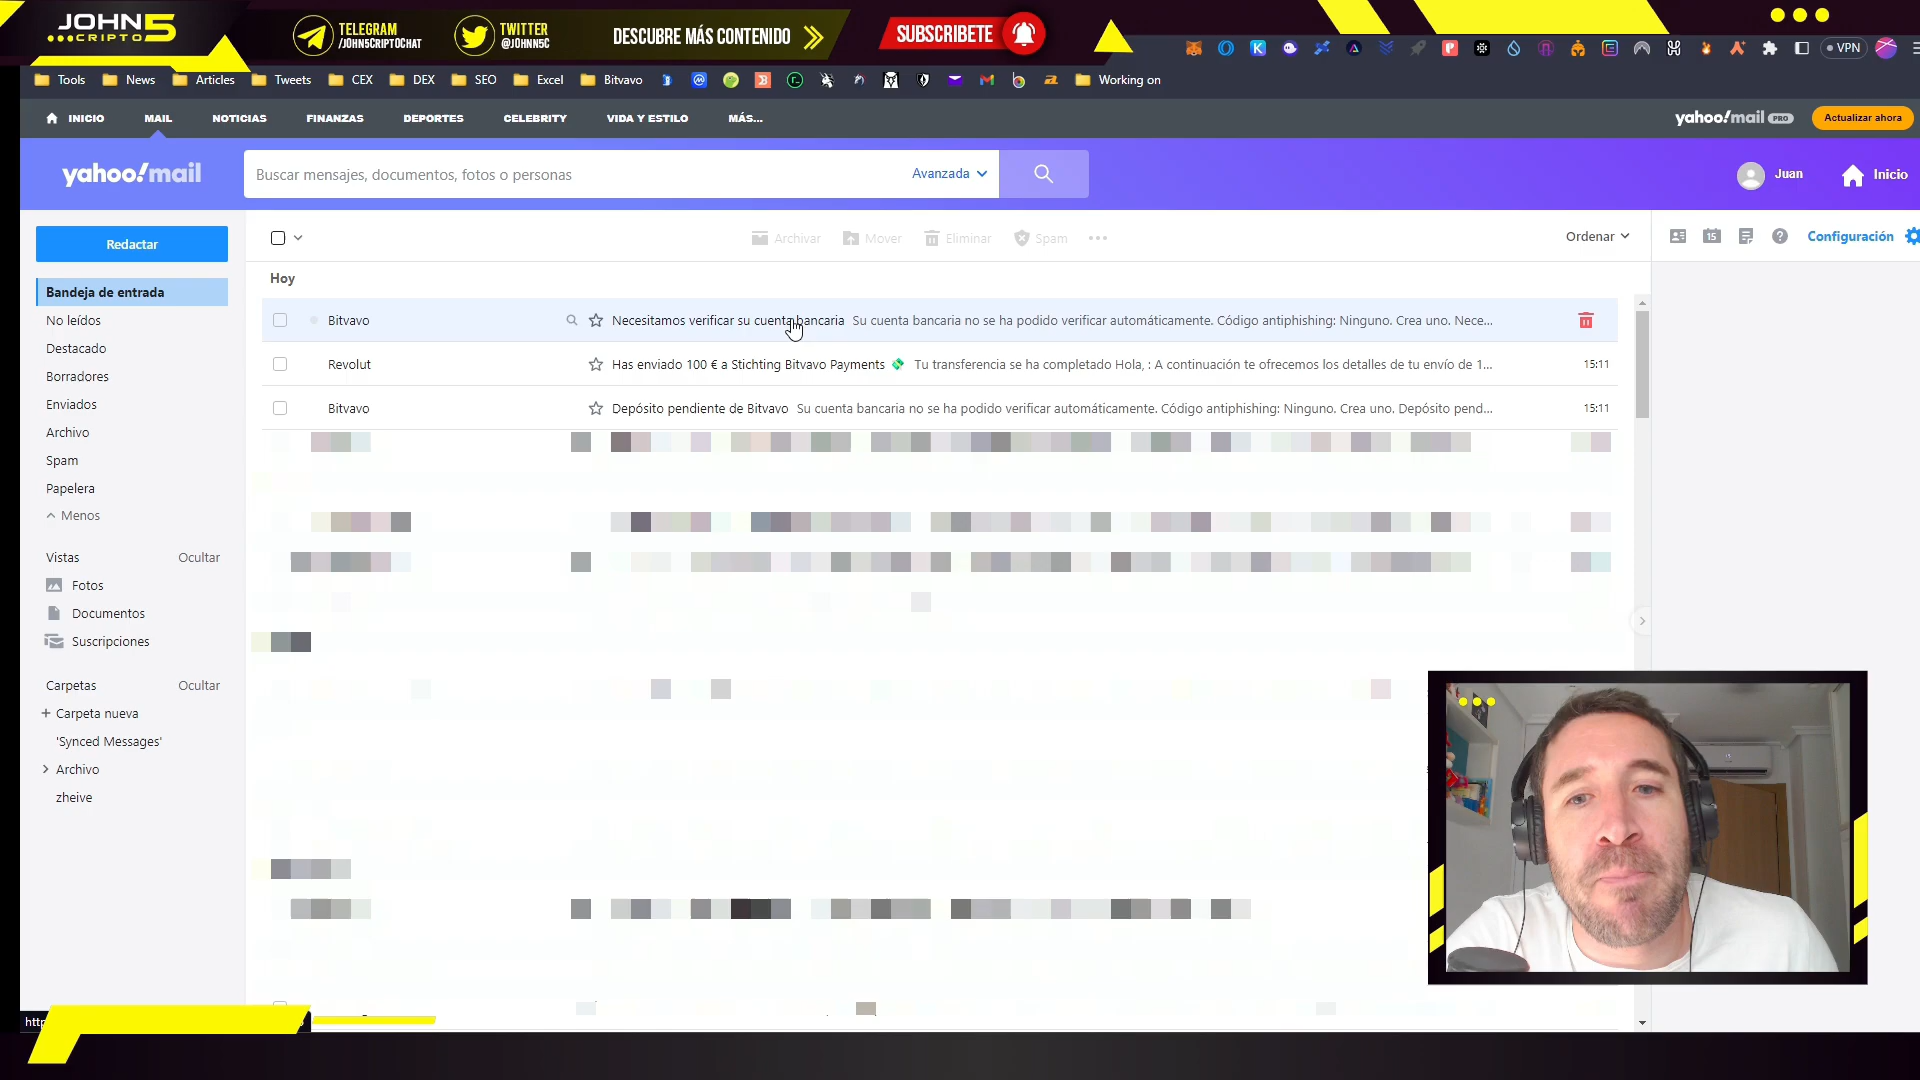 JOHN 5
CRIPTO
TELEGRAM
/JOHN5CRIPTOCHAT
TWITTER
@J0HNN5C
DESCUBRE MÁS CONTENIDO
SUBSCRIBETE
VPN
Tools
News
Articles
Tweets
CEX
DEX
SEO
Excel
Bitvavo
Working on
INICIO
MAIL
NOTICIAS
FINANZAS
DEPORTES
CELEBRITY
VIDA Y ESTILO
MÁS...
yahoo!mail PRO
Actualizar ahora
yahoo!mail
Buscar mensajes, documentos, fotos o personas
Avanzada
Juan
Inicio
Redactar
Archivar
Mover
Eliminar
Spam
Ordenar
15
Configuración
Hoy
Bandeja de entrada
No leídos
Destacado
Borradores
Enviados
Archivo
Spam
Papelera
Menos
Vistas
Ocultar
Fotos
Documentos
Suscripciones
Carpetas
Ocultar
Carpeta nueva
'Synced Messages'
Archivo
zheive
Bitvavo
Necesitamos verificar su cuenta bancaria Su cuenta bancaria no se ha podido verificar automáticamente. Código antiphishing: Ninguno. Crea uno. Nece...
Revolut
Has enviado 100 € a Stichting Bitvavo Payments 💸 Tu transferencia se ha completado Hola, : A continuación te ofrecemos los detalles de tu envío de 1...
15:11
Bitvavo
Depósito pendiente de Bitvavo Su cuenta bancaria no se ha podido verificar automáticamente. Código antiphishing: Ninguno. Crea uno. Depósito pend...
15:11